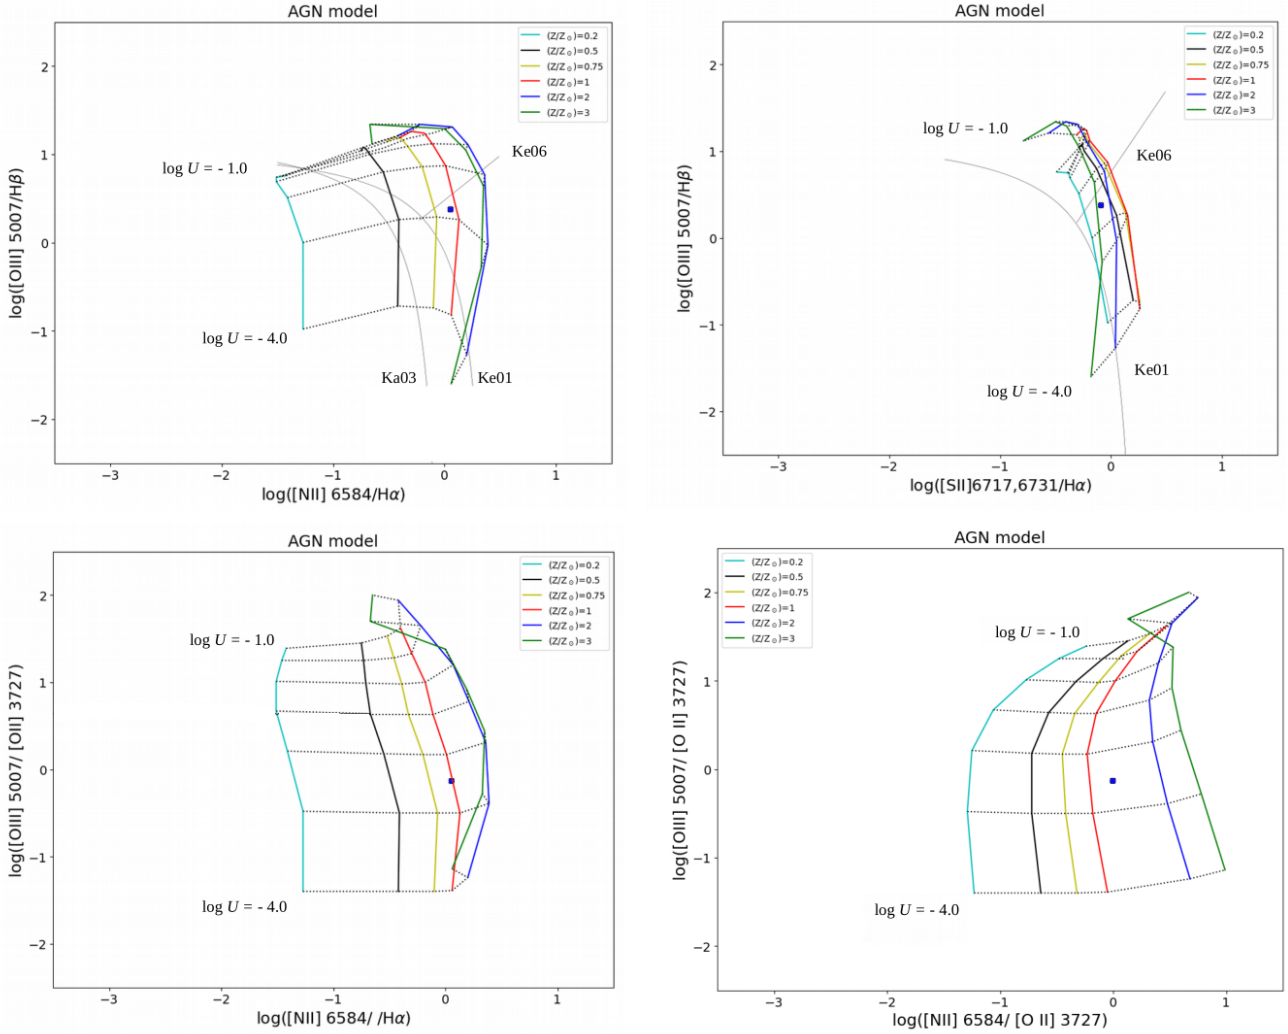 AGN model
(Z/Z⊙)=0.2
(Z/Z⊙)=0.5
(Z/Z⊙)=0.75
(Z/Z⊙)=1
(Z/Z⊙)=2
(Z/Z⊙)=3
log U = - 1.0
Ke06
log U = - 4.0
Ka03
Ke01
2
1
0
−1
−2
−3
−2
−1
0
1
log([OIII] 5007/Hβ)
log([NII] 6584/Hα)
AGN model
(Z/Z⊙)=0.2
(Z/Z⊙)=0.5
(Z/Z⊙)=0.75
(Z/Z⊙)=1
(Z/Z⊙)=2
(Z/Z⊙)=3
log U = - 1.0
Ke06
Ke01
log U = - 4.0
2
1
0
−1
−2
−3
−2
−1
0
1
log([OIII] 5007/Hβ)
log([SII]6717,6731/Hα)
AGN model
(Z/Z⊙)=0.2
(Z/Z⊙)=0.5
(Z/Z⊙)=0.75
(Z/Z⊙)=1
(Z/Z⊙)=2
(Z/Z⊙)=3
log U = - 1.0
log U = - 4.0
2
1
0
−1
−2
−3
−2
−1
0
1
log([OIII] 5007/ [OII] 3727)
log([NII] 6584/ /Hα)
AGN model
(Z/Z⊙)=0.2
(Z/Z⊙)=0.5
(Z/Z⊙)=0.75
(Z/Z⊙)=1
(Z/Z⊙)=2
(Z/Z⊙)=3
log U = - 1.0
log U = - 4.0
2
1
0
−1
−2
−3
−2
−1
0
1
log([OIII] 5007/ [O II] 3727)
log([NII] 6584/ [O II] 3727)